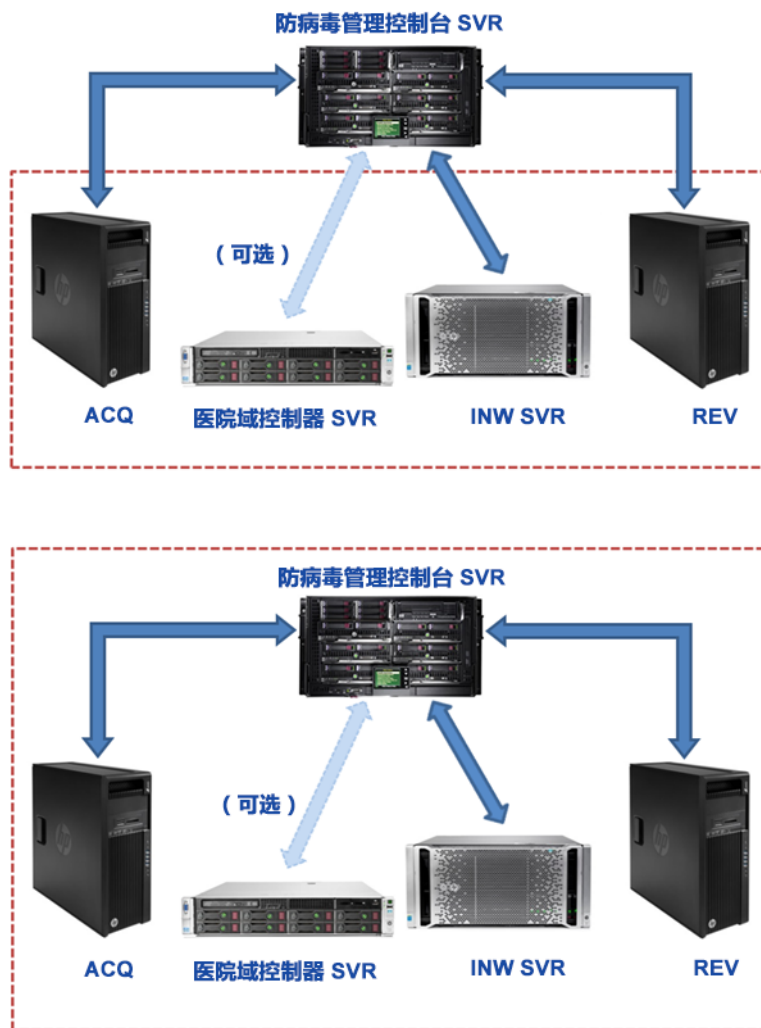 防病毒管理控制台 SVR
（可选）
ACQ
医院域控制器 SVR
INW SVR
REV
防病毒管理控制台 SVR
（可选）
ACQ
医院域控制器 SVR
INW SVR
REV